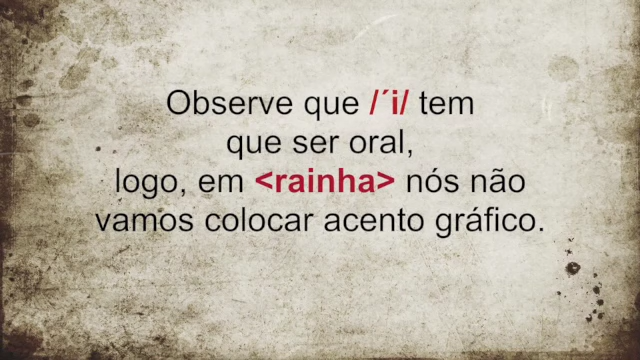 Observe que /´i/ tem
que ser oral,
logo, em <rainha> nós não
vamos colocar acento gráfico.